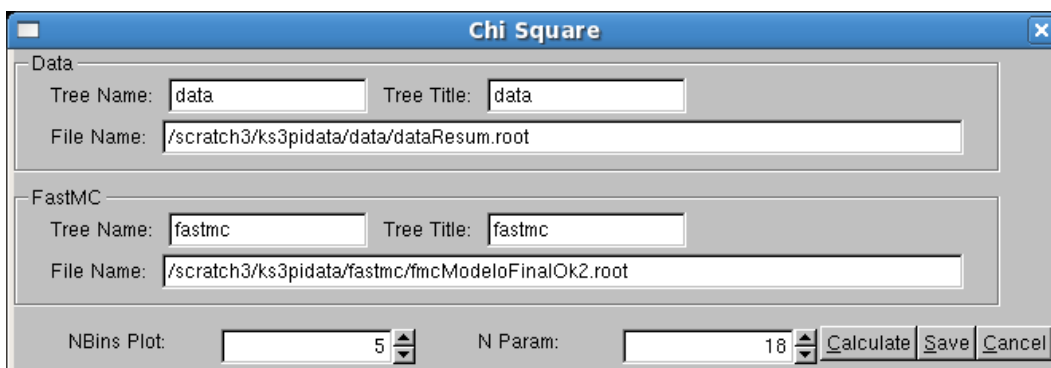 Chi Square
Data
Tree Name: data Tree Title: data
File Name: /scratch3/ks3pidata/data/dataResum.root
FastMC
Tree Name: fastmc Tree Title: fastmc
File Name: /scratch3/ks3pidata/fastmc/fmcModeloFinalOk2.root
NBins Plot: 5 N Param: 18 Calculate Save Cancel